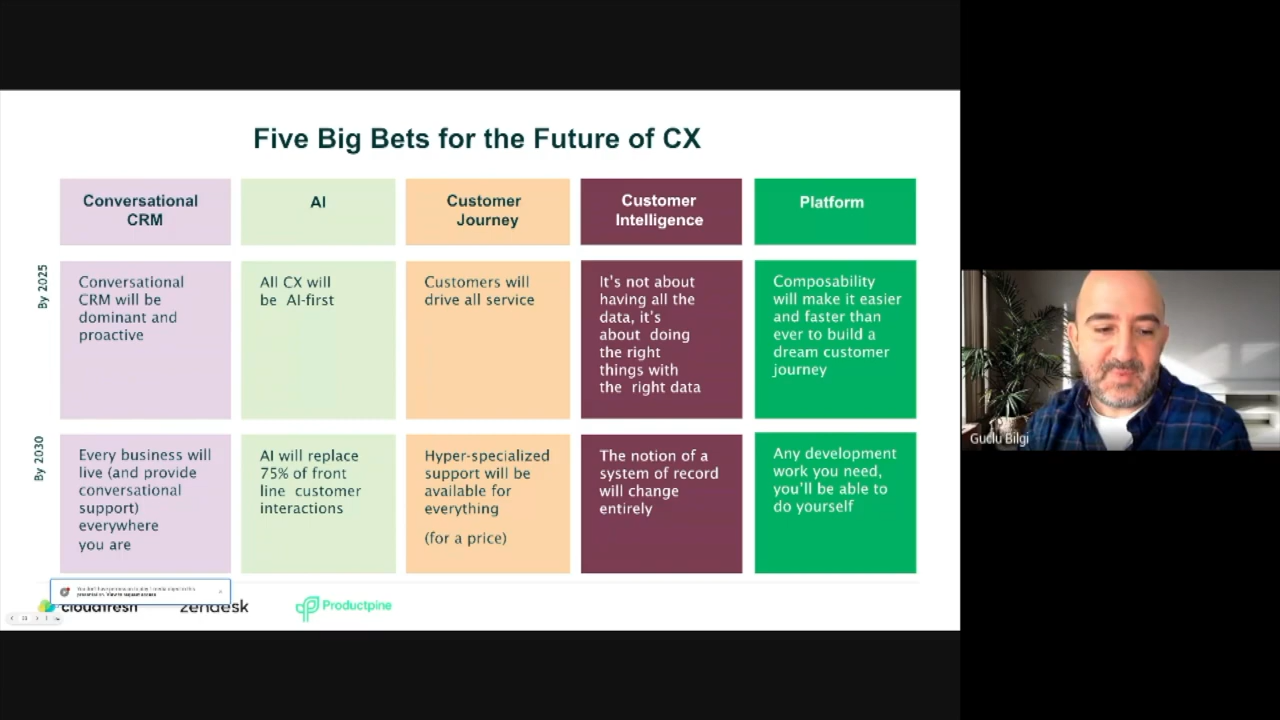 Five Big Bets for the Future of CX
Conversational
CRM
AI
Customer
Journey
Customer
Intelligence
Platform
By 2025
Conversational
CRM will be
dominant and
proactive
All CX will
be AI-first
Customers will
drive all service
It's not about
having all the
data, it's
about doing
the right
things with
the right data
Composability
will make it easier
and faster than
ever to build a
dream customer
journey
By 2030
Every business will
live (and provide
conversational
support)
everywhere
you are
AI will replace
75% of front
line customer
interactions
Hyper-specialized
support will be
available for
everything
(for a price)
The notion of a
system of record
will change
entirely
Any development
work you need,
you'll be able to
do yourself
cloudfresh
zendesk
Productpine
Guclu Bilgi